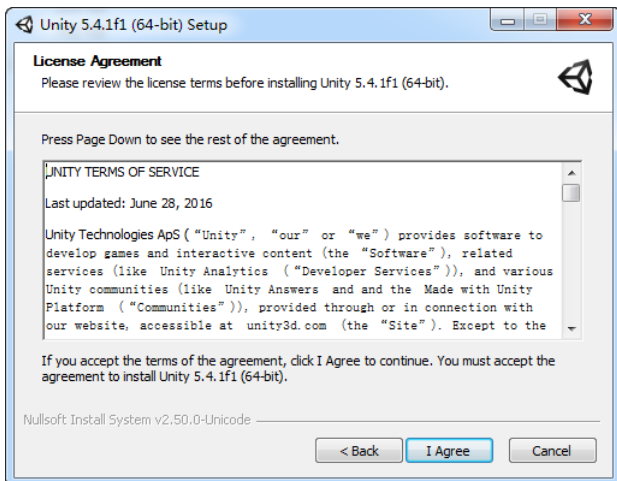 Unity 5.4.1f1 (64-bit) Setup
License Agreement
Please review the license terms before installing Unity 5.4.1f1 (64-bit).
Press Page Down to see the rest of the agreement.
UNITY TERMS OF SERVICE
Last updated: June 28, 2016
Unity Technologies ApS (“Unity”, “our” or “we”) provides software to
develop games and interactive content (the “Software”), related
services (like Unity Analytics (“Developer Services”)), and various
Unity communities (like Unity Answers and and the Made with Unity
Platform (“Communities”)), provided through or in connection with
our website, accessible at unity3d.com (the “Site”). Except to the
If you accept the terms of the agreement, click I Agree to continue. You must accept the
agreement to install Unity 5.4.1f1 (64-bit).
Nullsoft Install System v2.50.0-Unicode
< Back I Agree Cancel